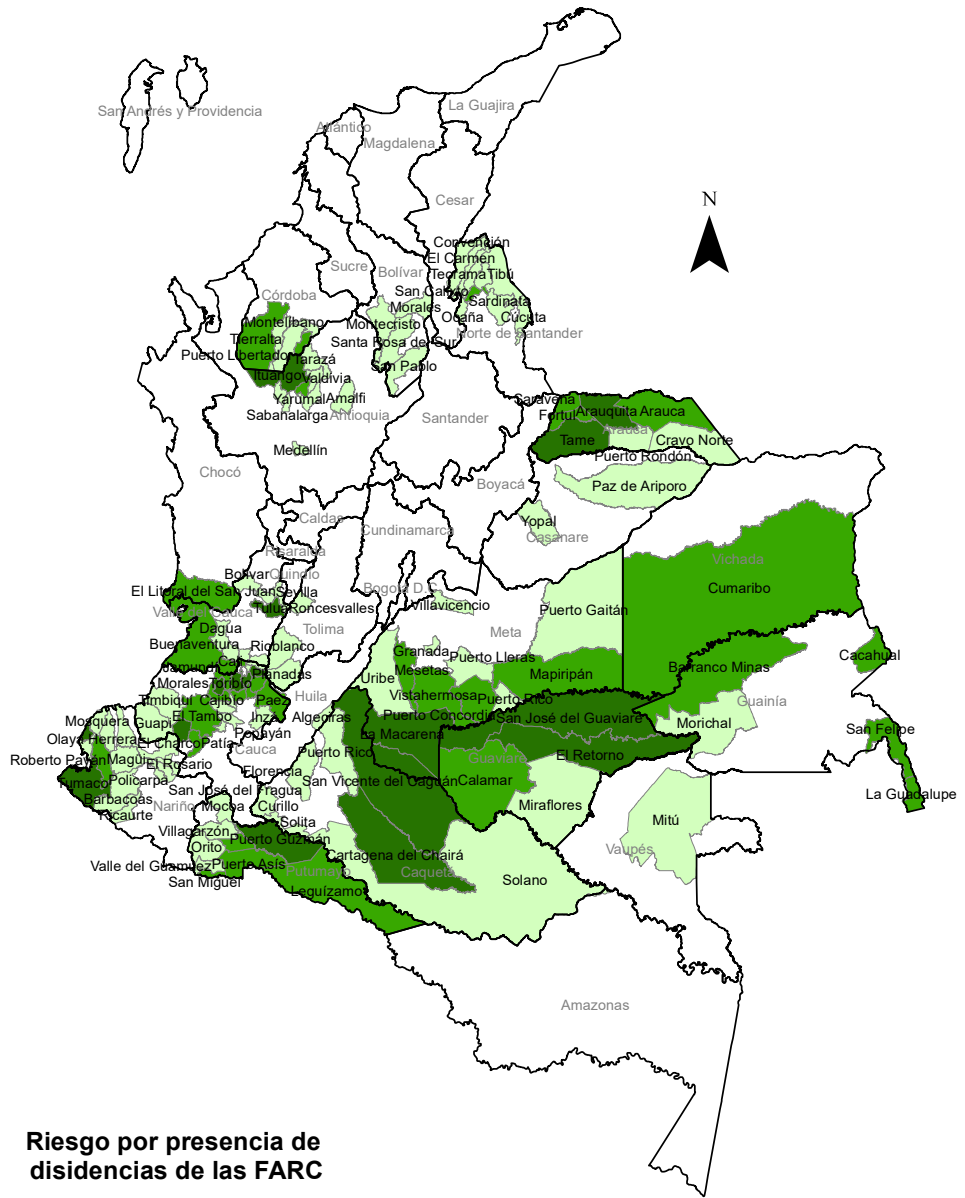 La Guajira
San Andrés y Providencia
Atlántico
Magdalena
Cesar
N
Convención
El Carmen
Sucre
Bolívar
Teorama
Tibú
San Calixto
Córdoba
Morales
Sardinata
Ocaña
Cúcuta
Montelíbano
Montecristo
Norte de Santander
Tierralta
Santa Rosa del Sur
Puerto Libertador
Tarazá
San Pablo
Ituango
Valdivia
Yarumal
Amalfi
Saravena
Sabanalarga
Antioquia
Santander
Fortul
Arauquita
Arauca
Arauca
Tame
Cravo Norte
Medellín
Puerto Rondón
Chocó
Boyacá
Paz de Ariporo
Caldas
Cundinamarca
Yopal
Casanare
Risaralda
Vichada
Bolívar
Quindío
Bogotá D.C.
Cumaribo
El Litoral del San Juan
Sevilla
Tuluá
Roncesvalles
Villavicencio
Puerto Gaitán
Valle del Cauca
Dagua
Tolima
Meta
Buenaventura
Rioblanco
Granada
Puerto Lleras
Cacahual
Jamundí
Cali
Planadas
Uribe
Mesetas
Mapiripán
Barranco Minas
Morales
Toribío
Timbiquí
Cajibío
Paez
Huila
Vistahermosa
Puerto Rico
Guainía
Mosquera
Guapi
El Tambo
Inzá
Algeciras
Puerto Concordia
San José del Guaviare
Morichal
San Felipe
Olaya Herrera
El Charco
Patía
Popayán
La Macarena
Cauca
Puerto Rico
Guaviare
El Retorno
Roberto Payán
Magüí
El Rosario
Florencia
Tumaco
Policarpa
San Vicente del Caguán
Calamar
San José del Fragua
La Guadalupe
Barbacoas
Nariño
Mocoa
Curillo
Miraflores
Ricaurte
Solita
Mitú
Villagarzón
Puerto Guzmán
Orito
Vaupés
Cartagena del Chairá
Valle del Guamuez
Puerto Asís
Putumayo
Caquetá
San Miguel
Solano
Leguízamo
Amazonas
Riesgo por presencia de
disidencias de las FARC